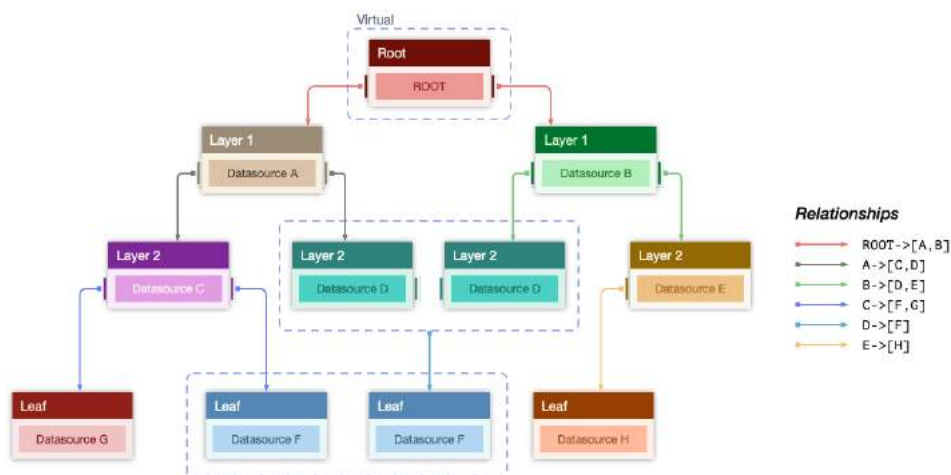 Virtual
Root
ROOT
Layer 1
Datasource A
Layer 1
Datasource B
Layer 2
Datasource C
Layer 2
Datasource D
Layer 2
Datasource D
Layer 2
Datasource E
Leaf
Datasource G
Leaf
Datasource F
Leaf
Datasource F
Leaf
Datasource H
Relationships
ROOT->[A,B]
A->[C,D]
B->[D,E]
C->[F,G]
D->[F]
E->[H]